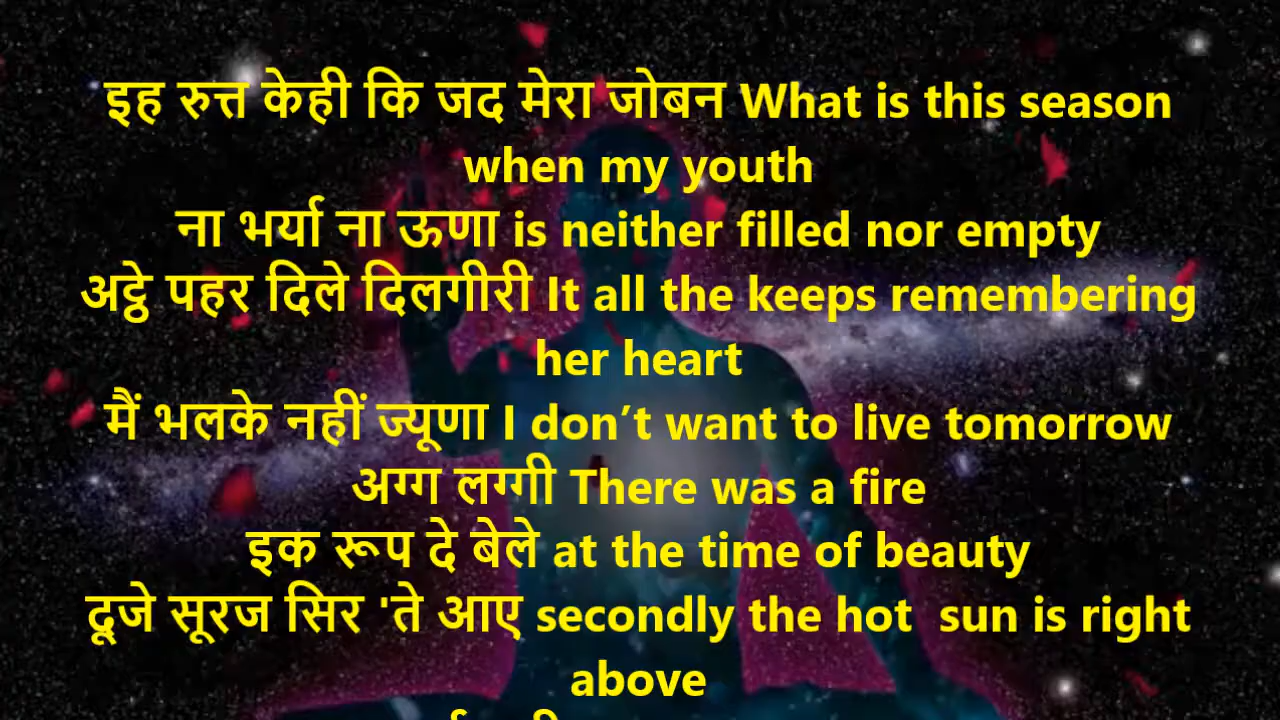 इह रुत्त केही कि जद मेरा जोबन What is this season
when my youth
ना भर्या ना ऊणा is neither filled nor empty
अट्ठे पहर दिले दिलगीरी It all the keeps remembering
her heart
मैं भलके नहीं ज्यूणा I don’t want to live tomorrow
अग्ग लग्गी There was a fire
इक रूप दे बेले at the time of beauty
दूजे सूरज सिर 'ते आए secondly the hot  sun is right
above